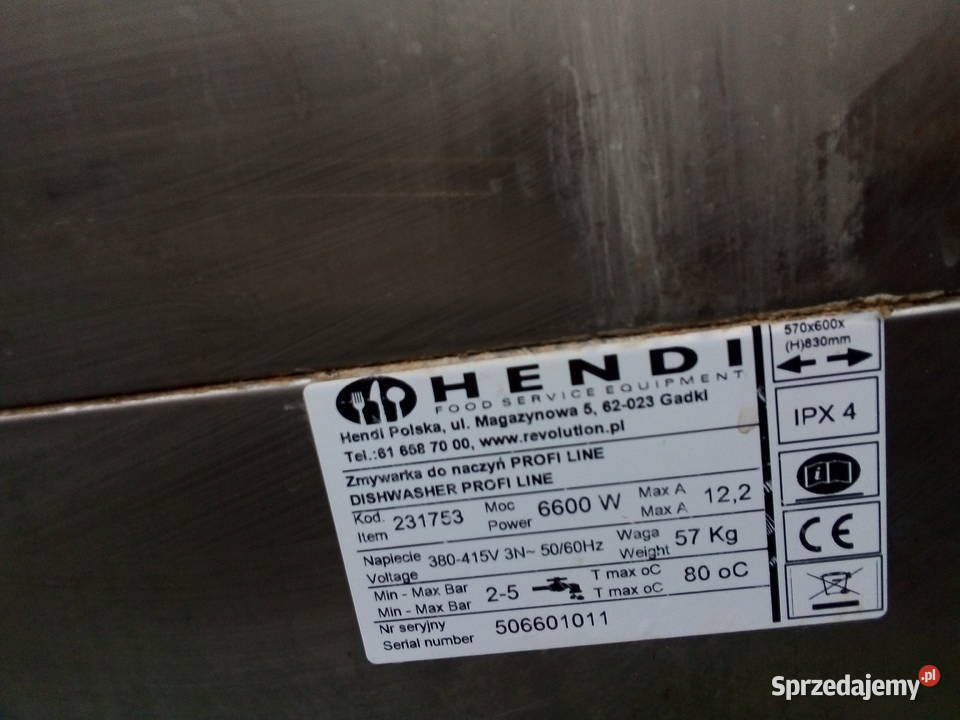 HENDI
FOOD SERVICE EQUIPMENT
Hendi Polska, ul. Magazynowa 5, 62-023 Gadki
Tel.:61 658 70 00, www.revolution.pl
Zmywarka do naczyń PROFI LINE
DISHWASHER PROFI LINE
Kod. 231753 Moc 6600 W Max A 12,2
Item Power Max A
Napiecie 380-415V 3N~ 50/60Hz Waga 57 Kg
Voltage Weight
Min - Max Bar 2-5 T max oC 80 oC
Min - Max Bar T max oC
Nr seryjny 506601011
Serial number
570x600x
(H)830mm
IPX 4
i
CE
Sprzedajemy.pl